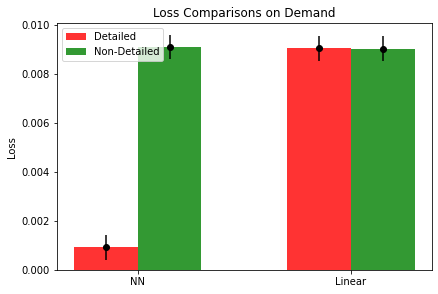 Loss Comparisons on Demand
Detailed
Non-Detailed
Loss
0.010
0.008
0.006
0.004
0.002
0.000
NN
Linear